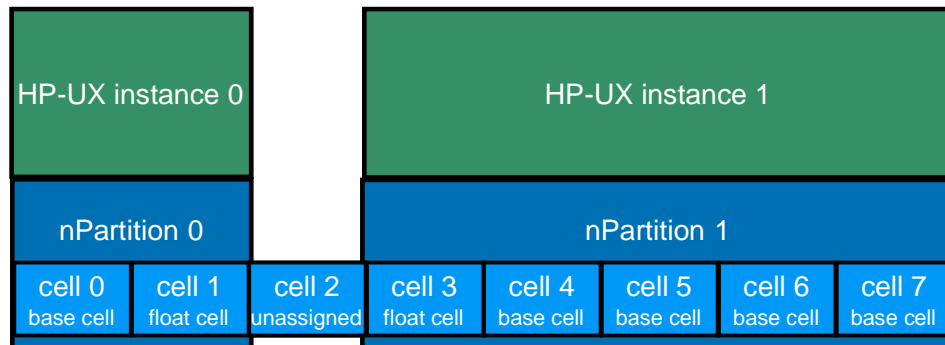 HP-UX instance 0
HP-UX instance 1
nPartition 0
nPartition 1
cell 0
base cell
cell 1
float cell
cell 2
unassigned
cell 3
float cell
cell 4
base cell
cell 5
base cell
cell 6
base cell
cell 7
base cell